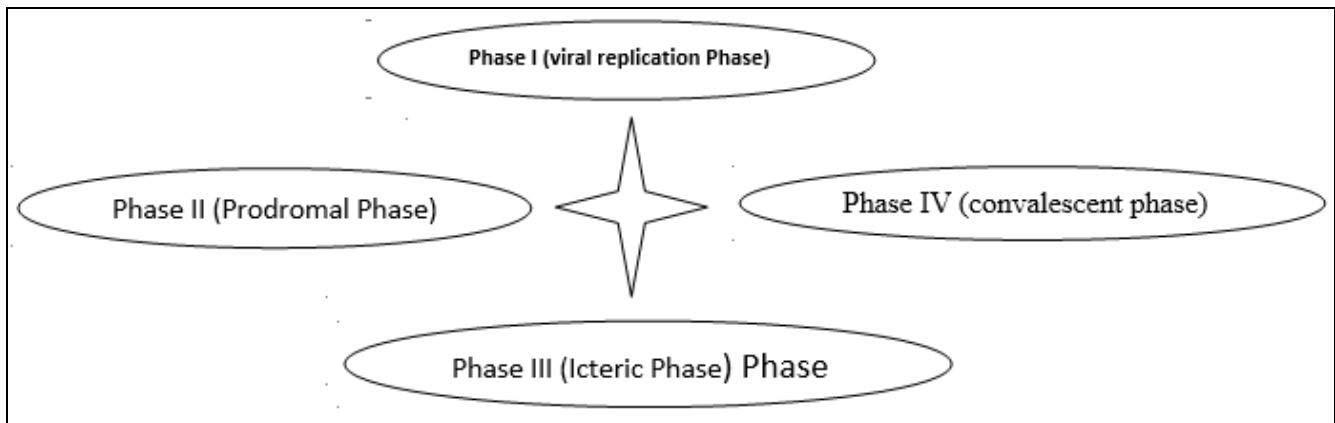 Phase I (viral replication Phase)
Phase II (Prodromal Phase)
Phase IV (convalescent phase)
Phase III (Icteric Phase) Phase